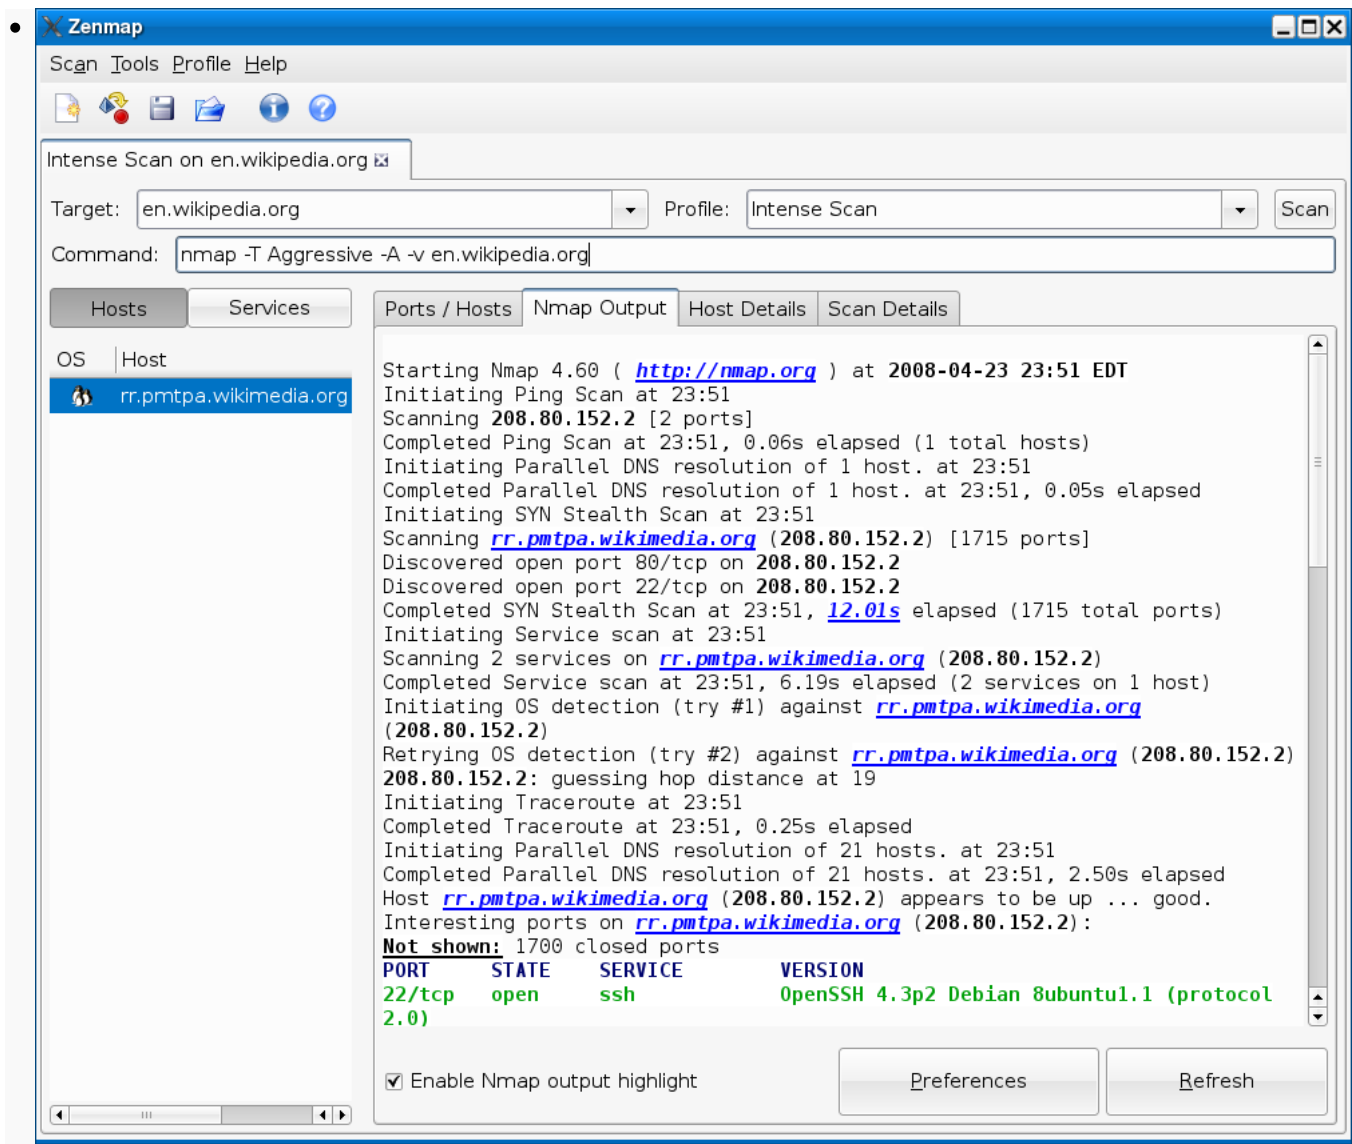 Zenmap
Scan Tools Profile Help
Intense Scan on en.wikipedia.org
Target: en.wikipedia.org Profile: Intense Scan Scan
Command: nmap -T Aggressive -A -v en.wikipedia.org
Hosts Services Ports / Hosts Nmap Output Host Details Scan Details
OS Host
rr.pmtpa.wikimedia.org
Starting Nmap 4.60 ( http://nmap.org ) at 2008-04-23 23:51 EDT
Initiating Ping Scan at 23:51
Scanning 208.80.152.2 [2 ports]
Completed Ping Scan at 23:51, 0.06s elapsed (1 total hosts)
Initiating Parallel DNS resolution of 1 host. at 23:51
Completed Parallel DNS resolution of 1 host. at 23:51, 0.05s elapsed
Initiating SYN Stealth Scan at 23:51
Scanning rr.pmtpa.wikimedia.org (208.80.152.2) [1715 ports]
Discovered open port 80/tcp on 208.80.152.2
Discovered open port 22/tcp on 208.80.152.2
Completed SYN Stealth Scan at 23:51, 12.01s elapsed (1715 total ports)
Initiating Service scan at 23:51
Scanning 2 services on rr.pmtpa.wikimedia.org (208.80.152.2)
Completed Service scan at 23:51, 6.19s elapsed (2 services on 1 host)
Initiating OS detection (try #1) against rr.pmtpa.wikimedia.org
(208.80.152.2)
Retrying OS detection (try #2) against rr.pmtpa.wikimedia.org (208.80.152.2)
208.80.152.2: guessing hop distance at 19
Initiating Traceroute at 23:51
Completed Traceroute at 23:51, 0.25s elapsed
Initiating Parallel DNS resolution of 21 hosts. at 23:51
Completed Parallel DNS resolution of 21 hosts. at 23:51, 2.50s elapsed
Host rr.pmtpa.wikimedia.org (208.80.152.2) appears to be up ... good.
Interesting ports on rr.pmtpa.wikimedia.org (208.80.152.2):
Not shown: 1700 closed ports
PORT STATE SERVICE VERSION
22/tcp open ssh OpenSSH 4.3p2 Debian 8ubuntu1.1 (protocol
2.0)
Enable Nmap output highlight Preferences Refresh